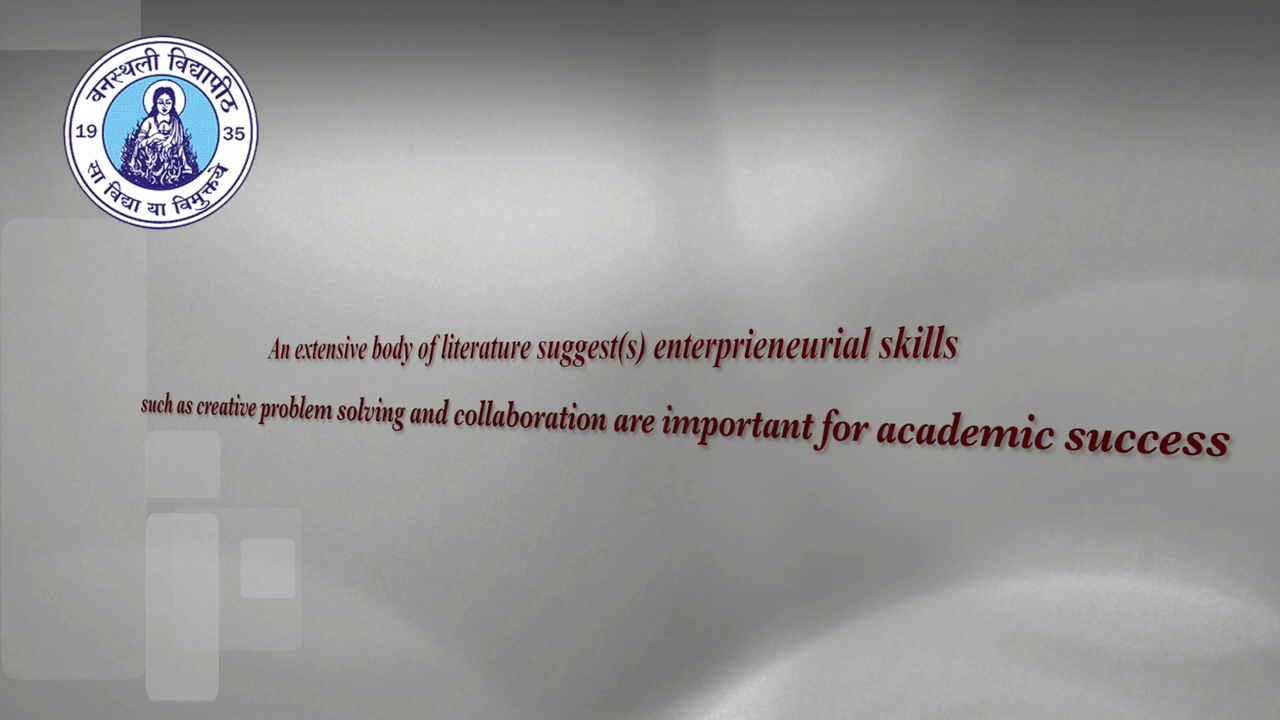 वनस्थली विद्यापीठ
19 35
सा विद्या या विमुक्तये
An extensive body of literature suggest(s) enterprieneurial skills
such as creative problem solving and collaboration are important for academic success